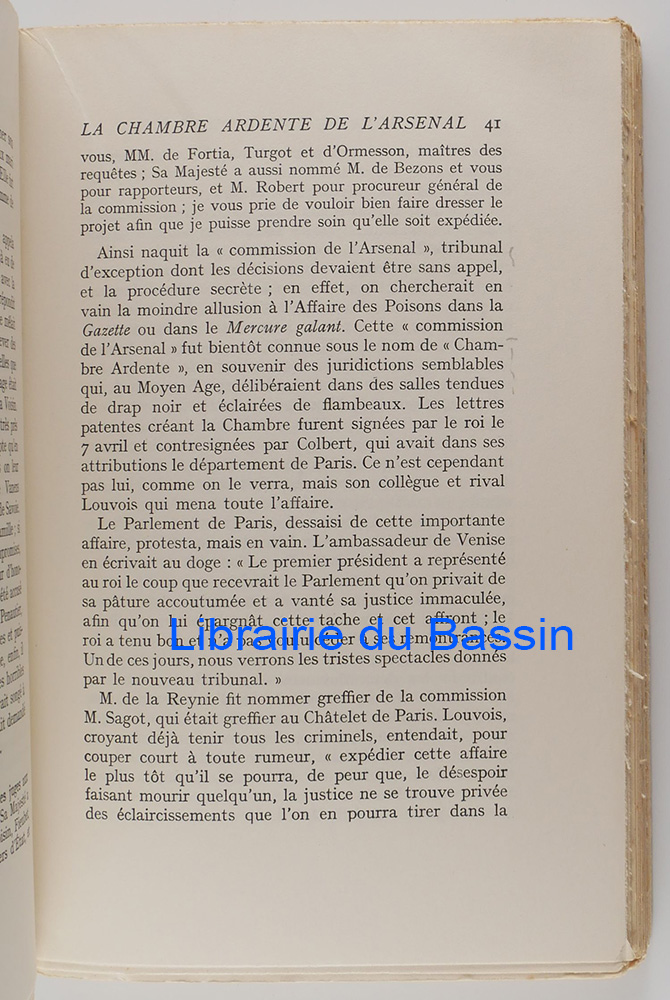 LA CHAMBRE ARDENTE DE L'ARSENAL 41
vous, MM. de Fortia, Turgot et d'Ormesson, maîtres des
requêtes ; Sa Majesté a aussi nommé M. de Bezons et vous
pour rapporteurs, et M. Robert pour procureur général de
la commission ; je vous prie de vouloir bien faire dresser le
projet afin que je puisse prendre soin qu'elle soit expédiée.
Ainsi naquit la « commission de l'Arsenal », tribunal
d'exception dont les décisions devaient être sans appel,
et la procédure secrète ; en effet, on chercherait en
vain la moindre allusion à l'Affaire des Poisons dans la
Gazette ou dans le Mercure galant. Cette « commission
de l'Arsenal » fut bientôt connue sous le nom de « Cham-
bre Ardente », en souvenir des juridictions semblables
qui, au Moyen Age, délibéraient dans des salles tendues
de drap noir et éclairées de flambeaux. Les lettres
patentes créant la Chambre furent signées par le roi le
7 avril et contresignées par Colbert, qui avait dans ses
attributions le département de Paris. Ce n'est cependant
pas lui, comme on le verra, mais son collègue et rival
Louvois qui mena toute l'affaire.
Le Parlement de Paris, dessaisi de cette importante
affaire, protesta, mais en vain. L'ambassadeur de Venise
en écrivait au doge : « Le premier président a représenté
au roi le coup que recevrait le Parlement qu'on privait de
sa pâture accoutumée et a vanté sa justice immaculée,
afin qu'on lui épargnât cette tache et cet affront ; le
roi a tenu bon et n'a pas voulu céder à ses remontrances.
Librairie du Bassin
Un de ces jours, nous verrons les tristes spectacles donnés
par le nouveau tribunal. »
M. de la Reynie fit nommer greffier de la commission
M. Sagot, qui était greffier au Châtelet de Paris. Louvois,
croyant déjà tenir tous les criminels, entendait, pour
couper court à toute rumeur, « expédier cette affaire
le plus tôt qu'il se pourra, de peur que, le désespoir
faisant mourir quelqu'un, la justice ne se trouve privée
des éclaircissements que l'on en pourra tirer dans la